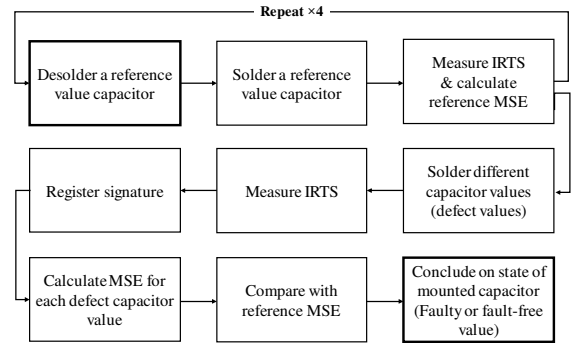 Repeat ×4
Desolder a reference
value capacitor
Solder a reference
value capacitor
Measure IRTS
& calculate
reference MSE
Solder different
capacitor values
(defect values)
Measure IRTS
Register signature
Calculate MSE for
each defect capacitor
value
Compare with
reference MSE
Conclude on state of
mounted capacitor
(Faulty or fault-free
value)